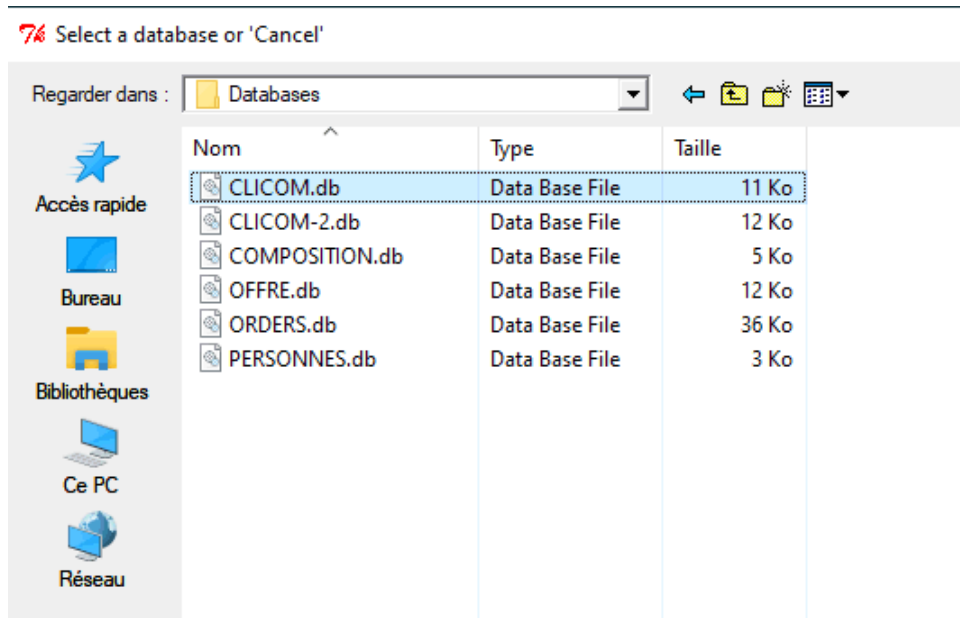 Select a database or 'Cancel'
Regarder dans : Databases
Nom Type Taille
CLICOM.db Data Base File 11 Ko
CLICOM-2.db Data Base File 12 Ko
COMPOSITION.db Data Base File 5 Ko
OFFRE.db Data Base File 12 Ko
ORDERS.db Data Base File 36 Ko
PERSONNES.db Data Base File 3 Ko
Accès rapide
Bureau
Bibliothèques
Ce PC
Réseau